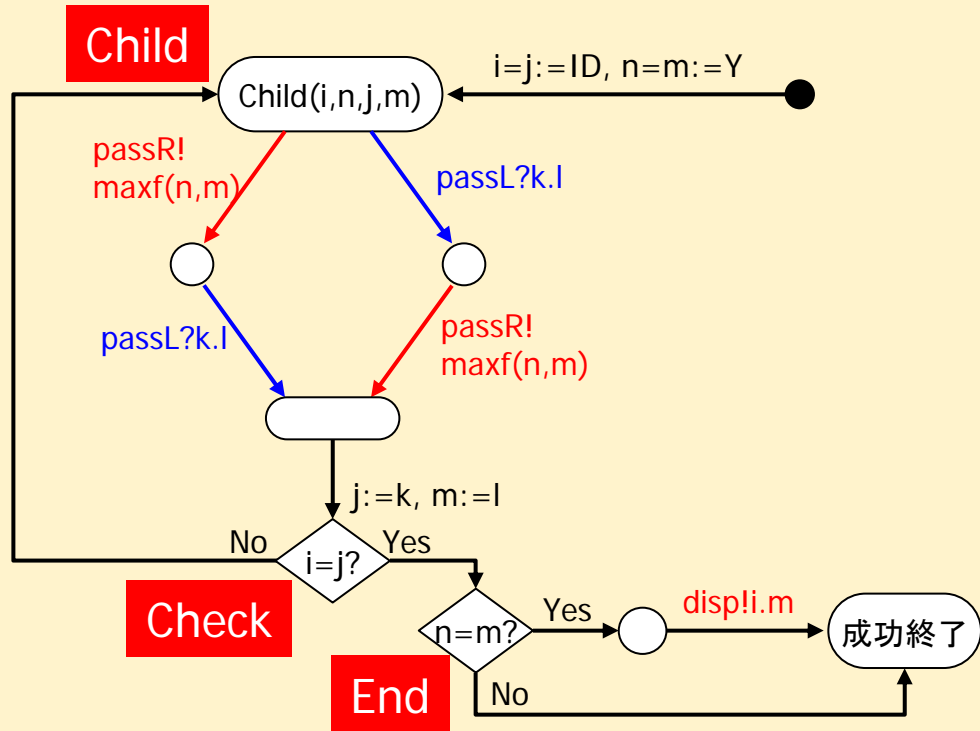 Child
i=j:=ID, n=m:=Y
Child(i,n,j,m)
passR!
maxf(n,m)
passL?k.l
passL?k.l
passR!
maxf(n,m)
j:=k, m:=l
No
i=j?
Yes
Check
n=m?
Yes
disp!i.m
成功終了
End
No